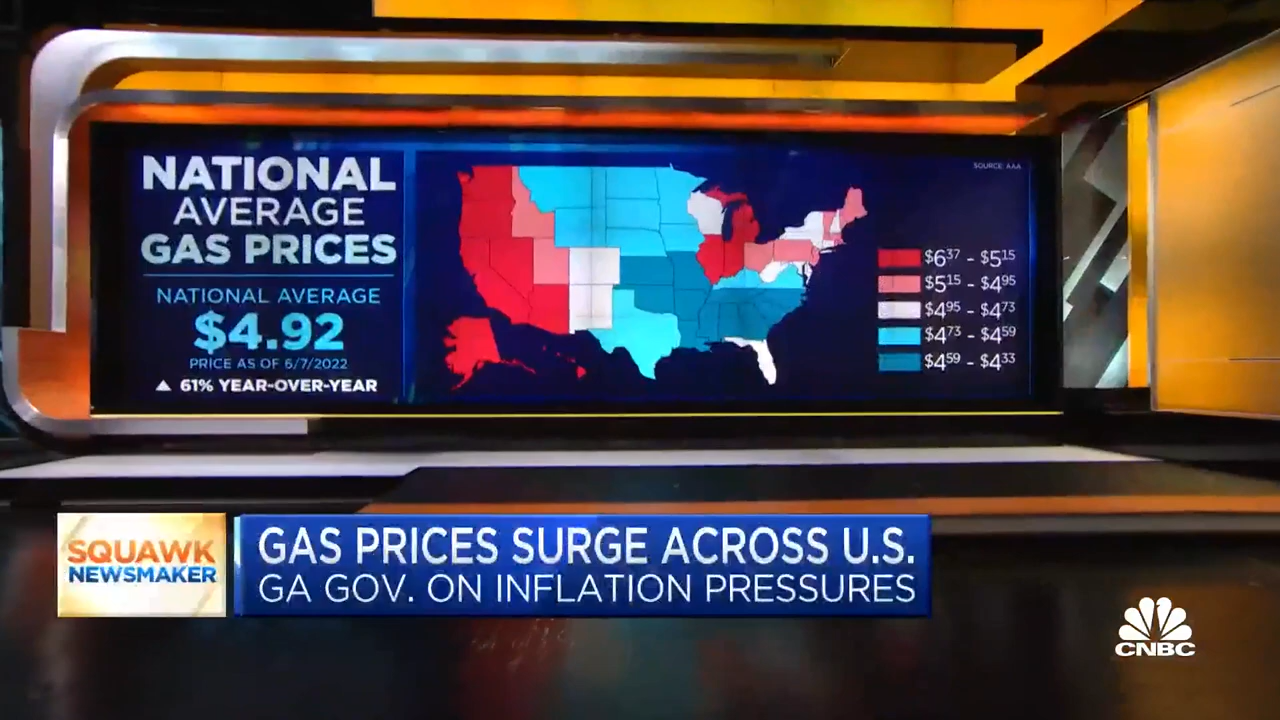 NATIONAL
AVERAGE
GAS PRICES
NATIONAL AVERAGE
$4.92
PRICE AS OF 6/7/2022
▲ 61% YEAR-OVER-YEAR
SOURCE: AAA
$6³⁷ - $5¹⁵
$5¹⁵ - $4⁹⁵
$4⁹⁵ - $4⁷³
$4⁷³ - $4⁵⁹
$4⁵⁹ - $4³³
SQUAWK
NEWSMAKER
GAS PRICES SURGE ACROSS U.S.
GA GOV. ON INFLATION PRESSURES
CNBC